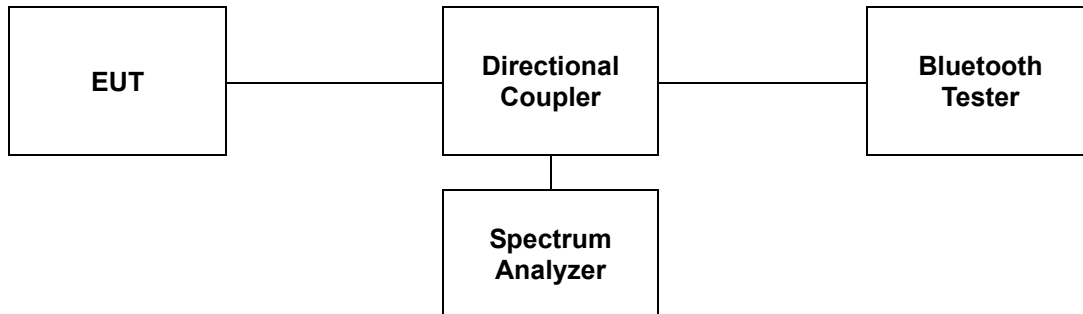 EUT
Directional
Coupler
Bluetooth
Tester
Spectrum
Analyzer